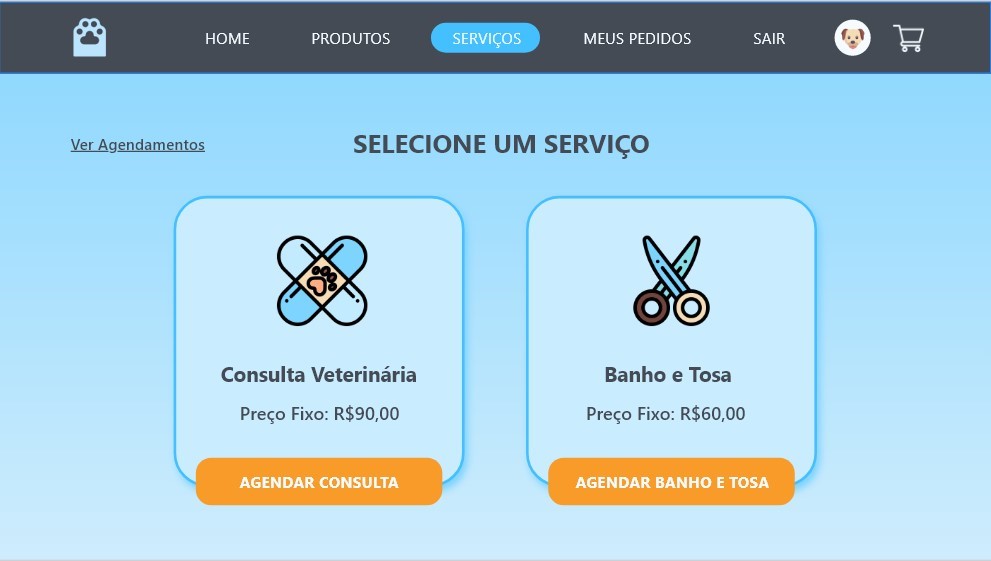 HOME
PRODUTOS
SERVIÇOS
MEUS PEDIDOS
SAIR
Ver Agendamentos
SELECIONE UM SERVIÇO
Consulta Veterinária
Preço Fixo: R$90,00
AGENDAR CONSULTA
Banho e Tosa
Preço Fixo: R$60,00
AGENDAR BANHO E TOSA